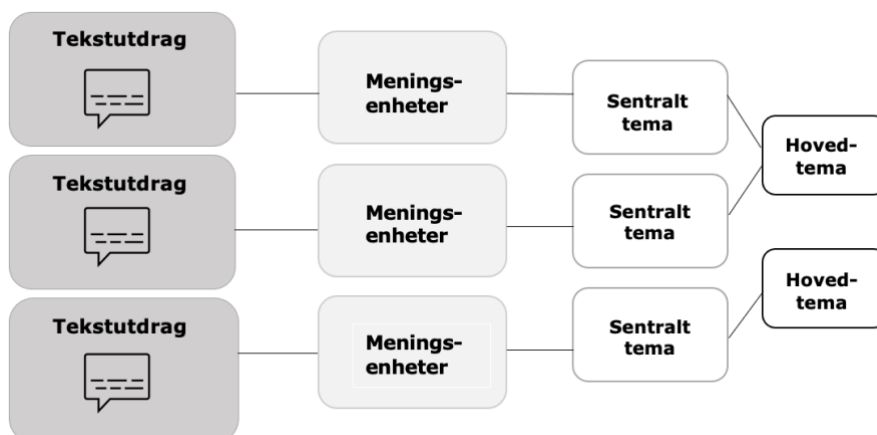 Tekstutdrag
Menings-
enheter
Sentralt
tema
Hoved-
tema
Tekstutdrag
Menings-
enheter
Sentralt
tema
Hoved-
tema
Tekstutdrag
Menings-
enheter
Sentralt
tema